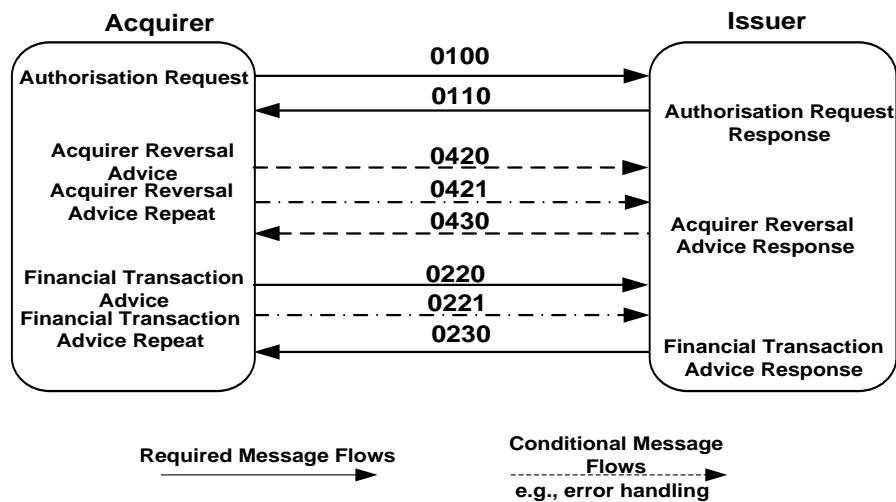 Acquirer
Issuer
Authorisation Request
0100
0110
Authorisation Request
Response
Acquirer Reversal
Advice
0420
Acquirer Reversal
Advice Repeat
0421
0430
Acquirer Reversal
Advice Response
Financial Transaction
Advice
0220
Financial Transaction
Advice Repeat
0221
0230
Financial Transaction
Advice Response
Required Message Flows
Conditional Message
Flows
e.g., error handling